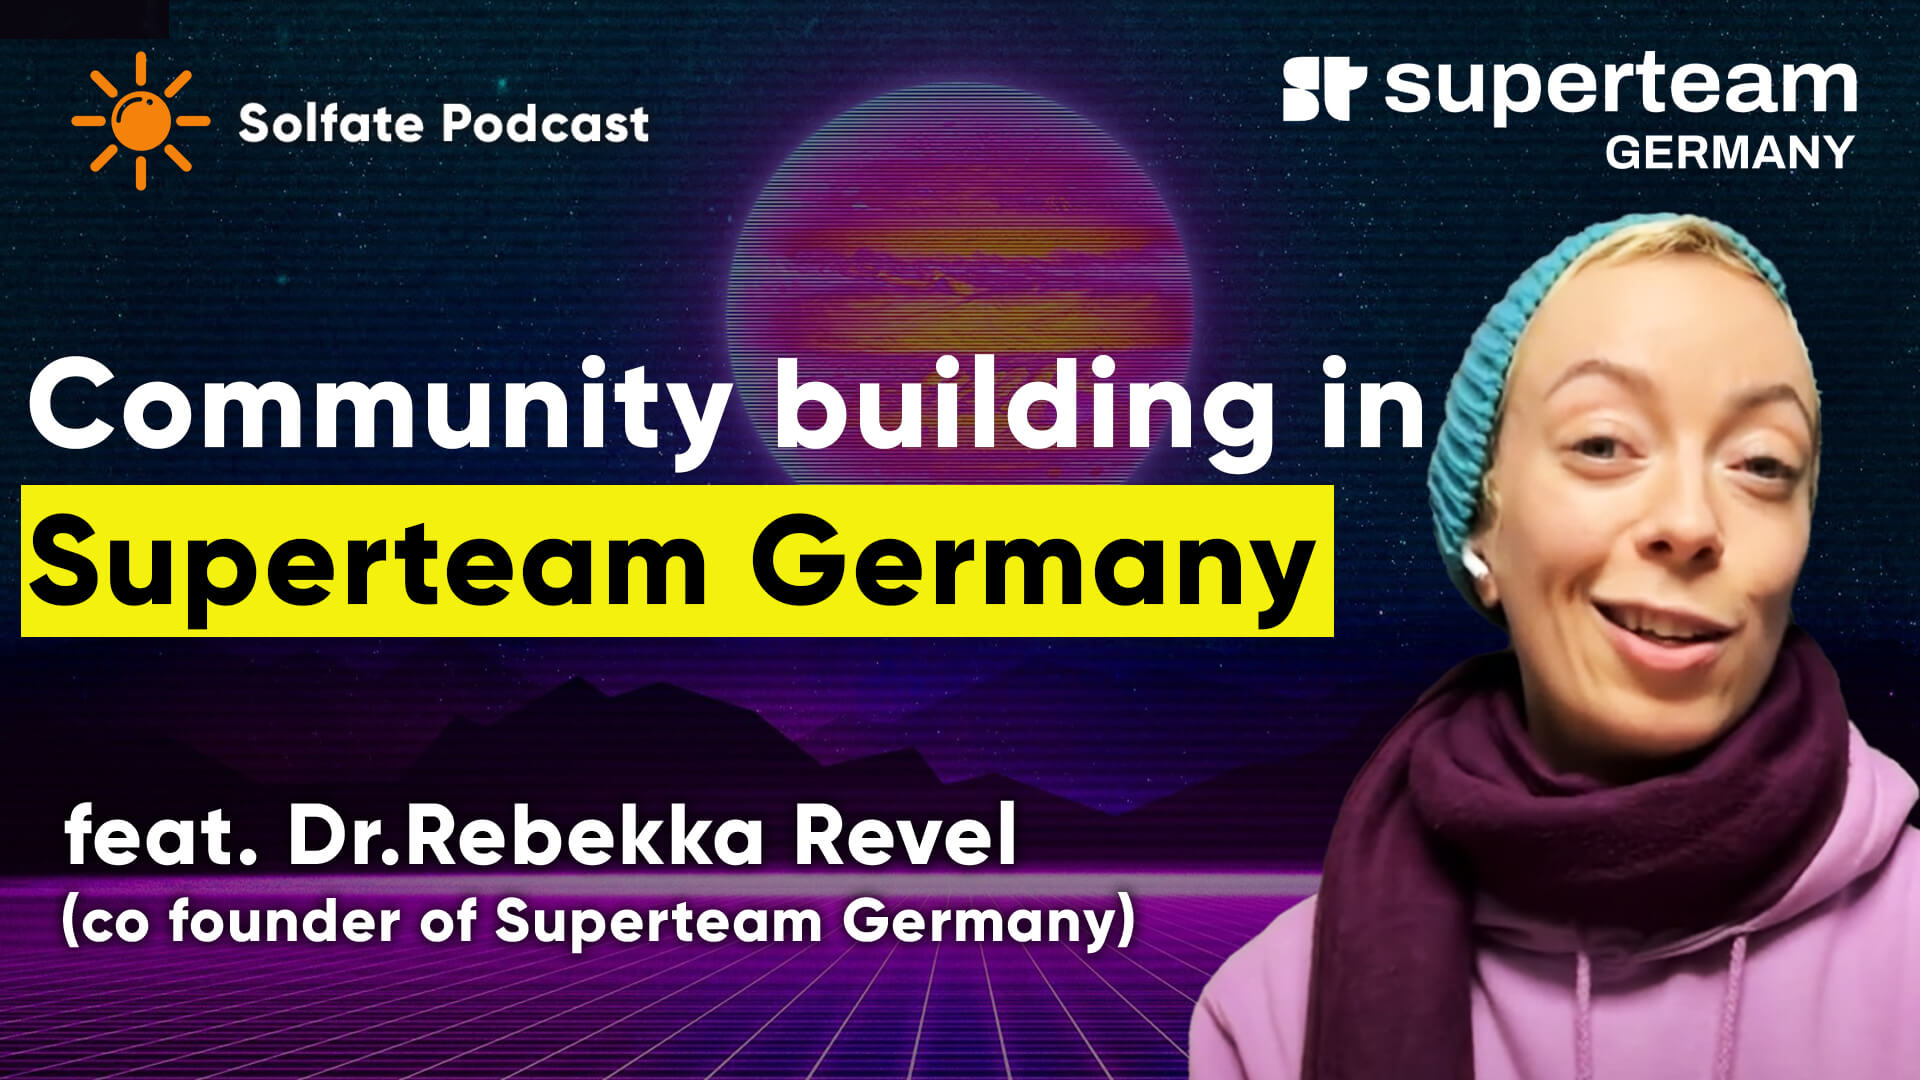 Solfate Podcast
superteam
GERMANY
Community building in
Superteam Germany
feat. Dr.Rebekka Revel
(co founder of Superteam Germany)